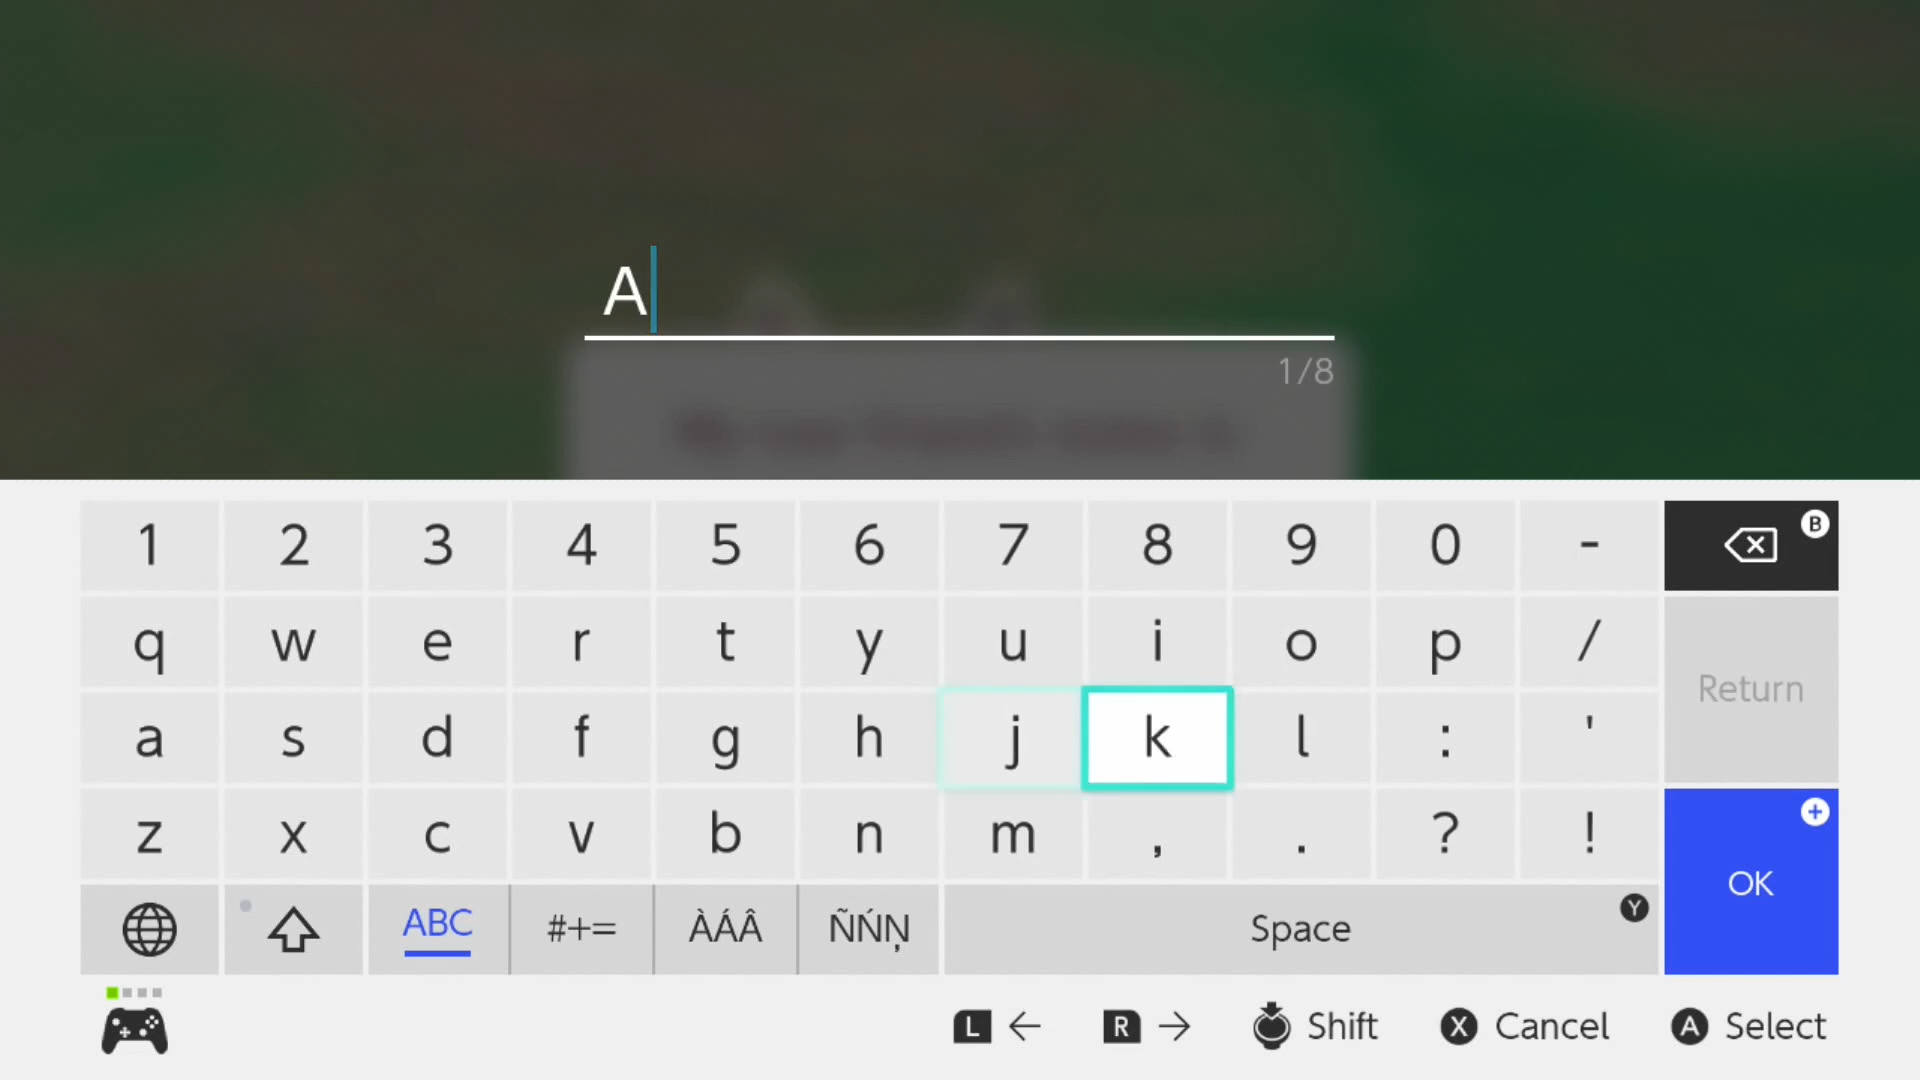 A
1/8
1 2 3 4 5 6 7 8 9 0 - B
q w e r t y u i o p /
Return
a s d f g h j k l : '
z x c v b n m , . ? ! +
OK
ABC #+= ÀÁÂ ÑŃŅ Space Y
L ← R → Shift X Cancel A Select